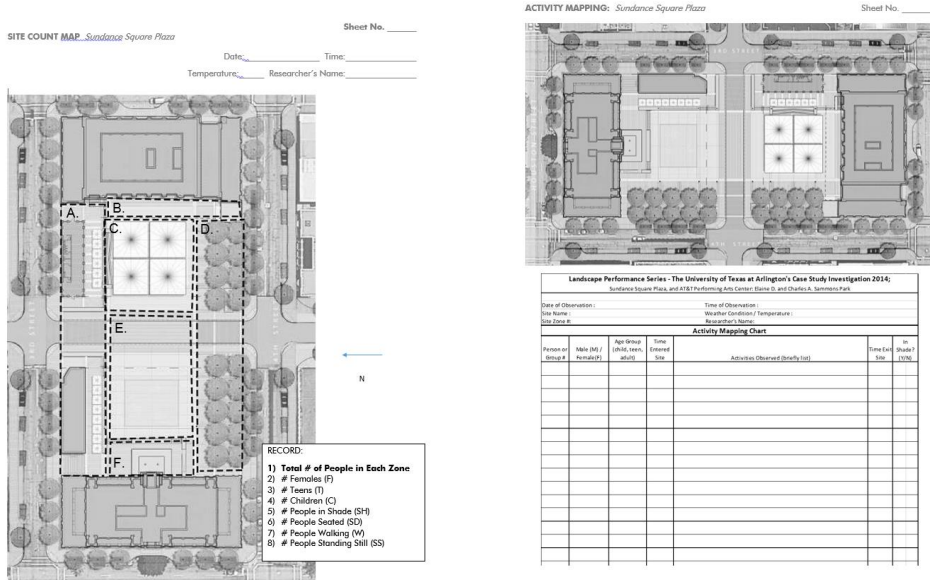 SITE COUNT MAP Sundance Square Plaza
Sheet No. ______
Date: ______ Time: ______
Temperature: ______ Researcher's Name: ______
A.
B.
C.
D.
E.
F.
N
RECORD:
1) Total # of People in Each Zone
2) # Females (F)
3) # Teens (T)
4) # Children (C)
5) # People in Shade (SH)
6) # People Seated (SD)
7) # People Walking (W)
8) # People Standing Still (SS)
ACTIVITY MAPPING: Sundance Square Plaza
Sheet No. ______
Landscape Performance Series - The University of Texas at Arlington's Case Study Investigation 2014;
Sundance Square Plaza, and AT&T Performing Arts Center: Elaine D. and Charles A. Sammons Park
Date of Observation : Time of Observation :
Site Name : Weather Condition / Temperature :
Site Zone #: Researcher's Name:
Activity Mapping Chart
Person or Group #
Male (M) / Female(F)
Age Group (child, teen, adult)
Time Entered Site
Activities Observed (briefly list)
Time Exit Site
In Shade? (Y/N)